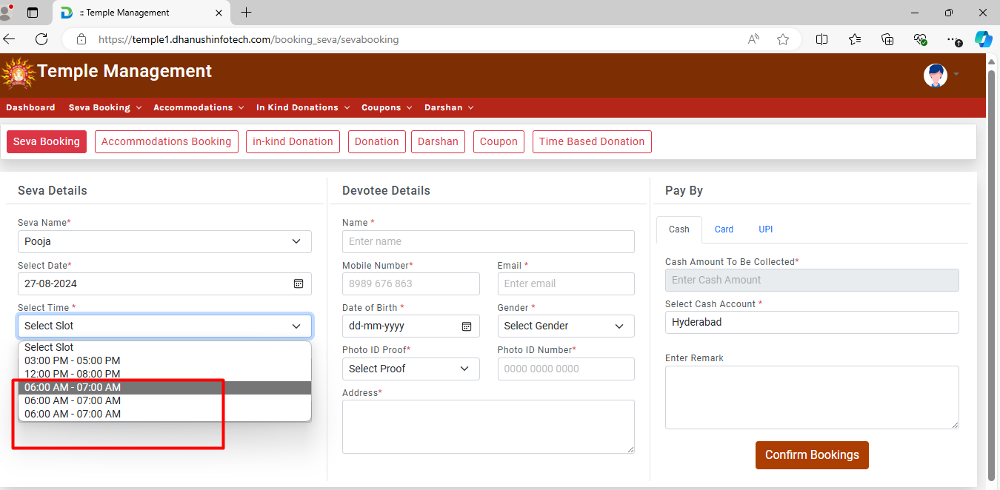 :: Temple Management
https://temple1.dhanushinfotech.com/booking_seva/sevabooking
Temple Management
Dashboard Seva Booking Accommodations In Kind Donations Coupons Darshan
Seva Booking Accommodations Booking in-kind Donation Donation Darshan Coupon Time Based Donation
Seva Details
Seva Name*
Pooja
Select Date*
27-08-2024
Select Time *
Select Slot
Select Slot
03:00 PM - 05:00 PM
12:00 PM - 08:00 PM
06:00 AM - 07:00 AM
06:00 AM - 07:00 AM
06:00 AM - 07:00 AM
Devotee Details
Name *
Enter name
Mobile Number* Email *
8989 676 863 Enter email
Date of Birth * Gender *
dd-mm-yyyy Select Gender
Photo ID Proof* Photo ID Number*
Select Proof 0000 0000 0000
Address*
Pay By
Cash Card UPI
Cash Amount To Be Collected*
Enter Cash Amount
Select Cash Account *
Hyderabad
Enter Remark
Confirm Bookings